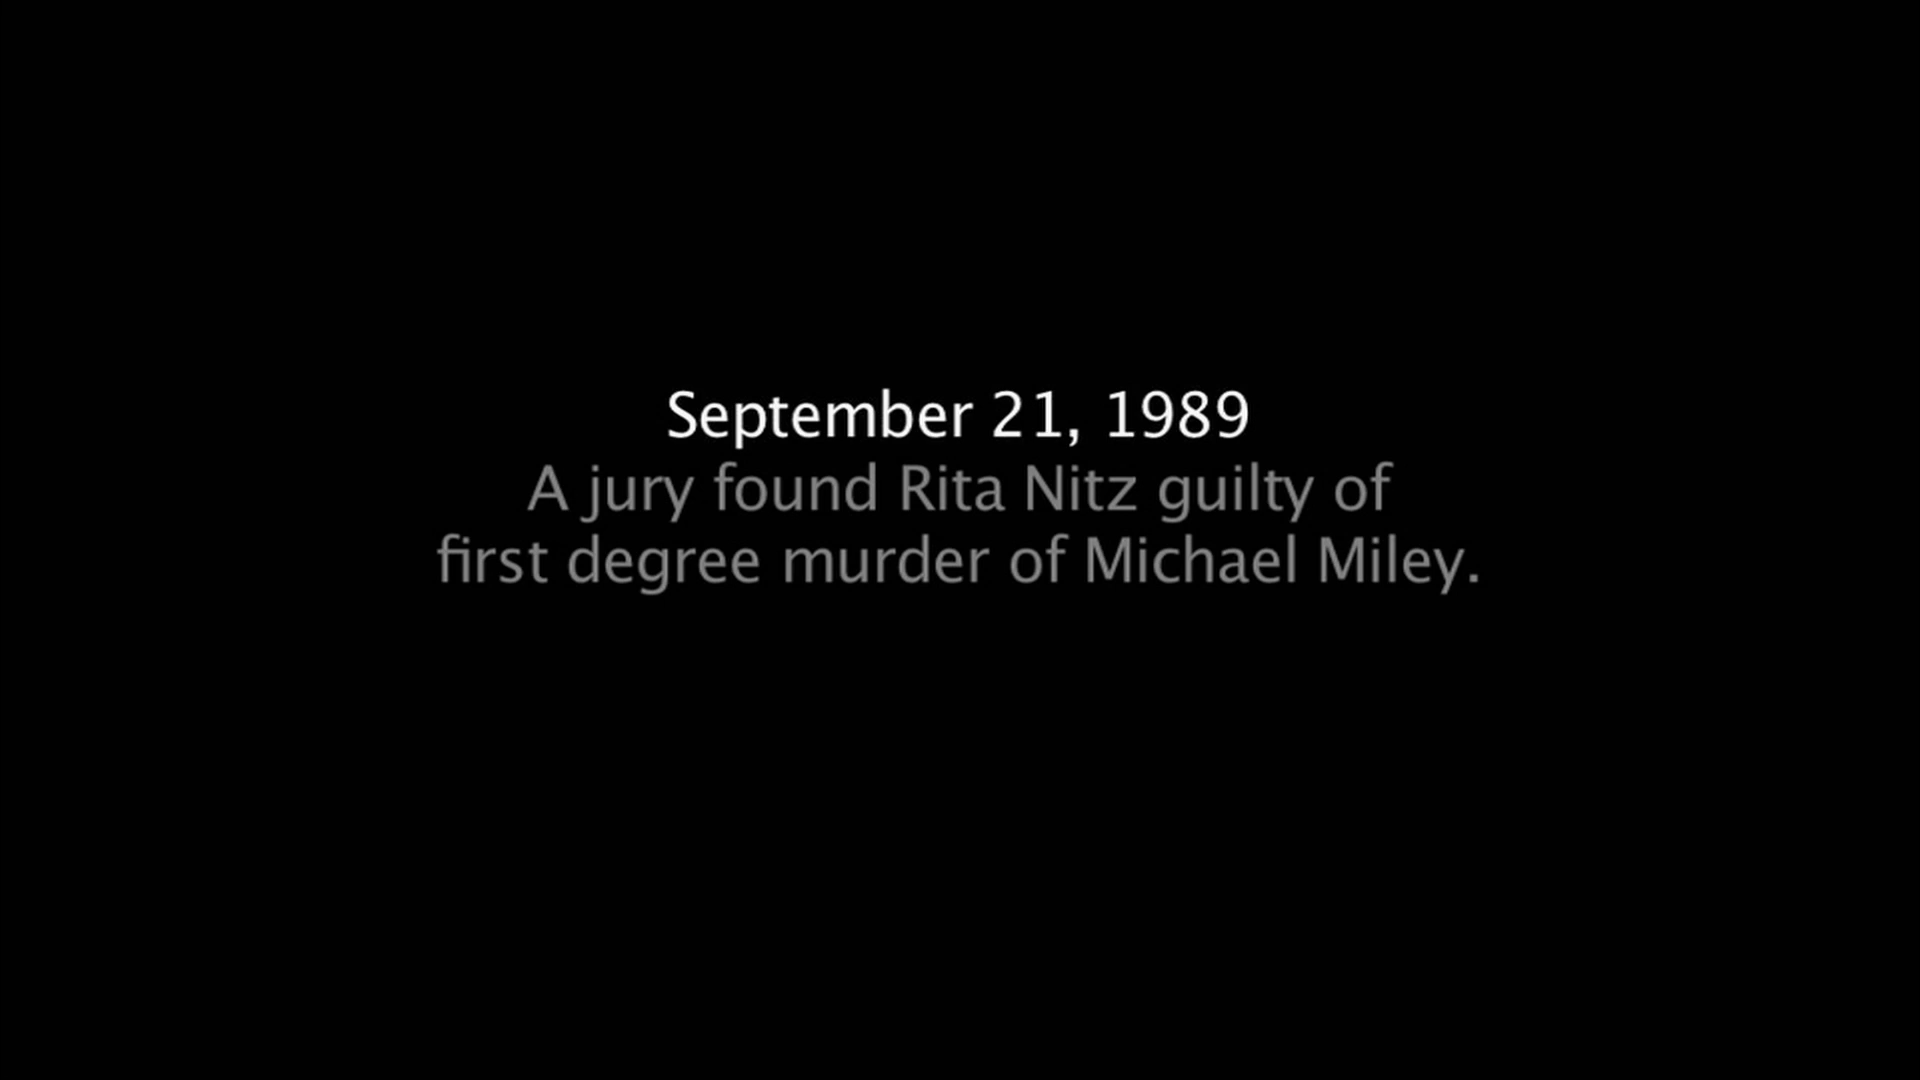 September 21, 1989
A jury found Rita Nitz guilty of
first degree murder of Michael Miley.